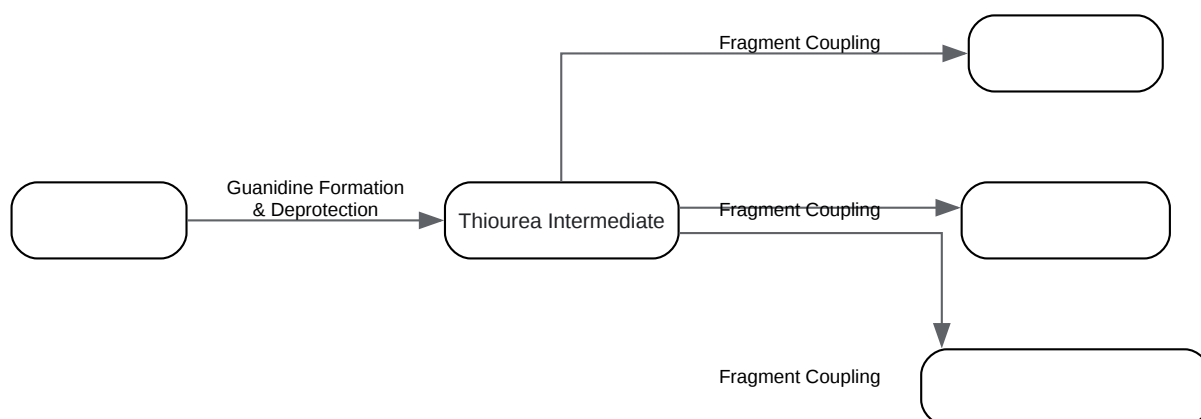 Fragment Coupling
Guanidine Formation
& Deprotection
Thiourea Intermediate
Fragment Coupling
Fragment Coupling